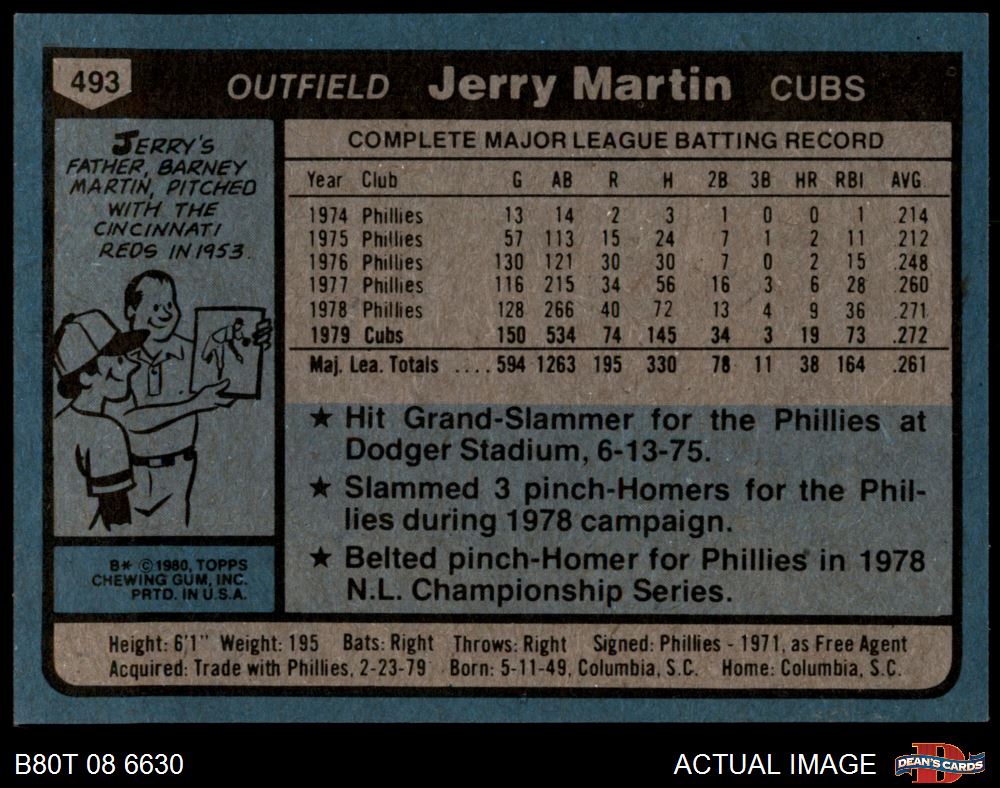 493 OUTFIELD Jerry Martin CUBS
JERRY'S
FATHER, BARNEY
MARTIN, PITCHED
WITH THE
CINCINNATI
REDS IN 1953.
COMPLETE MAJOR LEAGUE BATTING RECORD
Year Club G AB R H 2B 3B HR RBI AVG.
1974 Phillies 13 14 2 3 1 0 0 1 .214
1975 Phillies 57 113 15 24 7 1 2 11 .212
1976 Phillies 130 121 30 30 7 0 2 15 .248
1977 Phillies 116 215 34 56 16 3 6 28 .260
1978 Phillies 128 266 40 72 13 4 9 36 .271
1979 Cubs 150 534 74 145 34 3 19 73 .272
Maj. Lea. Totals .... 594 1263 195 330 78 11 38 164 .261
★ Hit Grand-Slammer for the Phillies at
Dodger Stadium, 6-13-75.
★ Slammed 3 pinch-Homers for the Phil-
lies during 1978 campaign.
★ Belted pinch-Homer for Phillies in 1978
N.L. Championship Series.
B* ©1980, TOPPS
CHEWING GUM, INC.
PRTD. IN U.S.A.
Height: 6'1" Weight: 195 Bats: Right Throws: Right Signed: Phillies - 1971, as Free Agent
Acquired: Trade with Phillies, 2-23-79 Born: 5-11-49, Columbia, S.C. Home: Columbia, S.C.
B80T 08 6630
ACTUAL IMAGE
D
DEAN'S CARDS